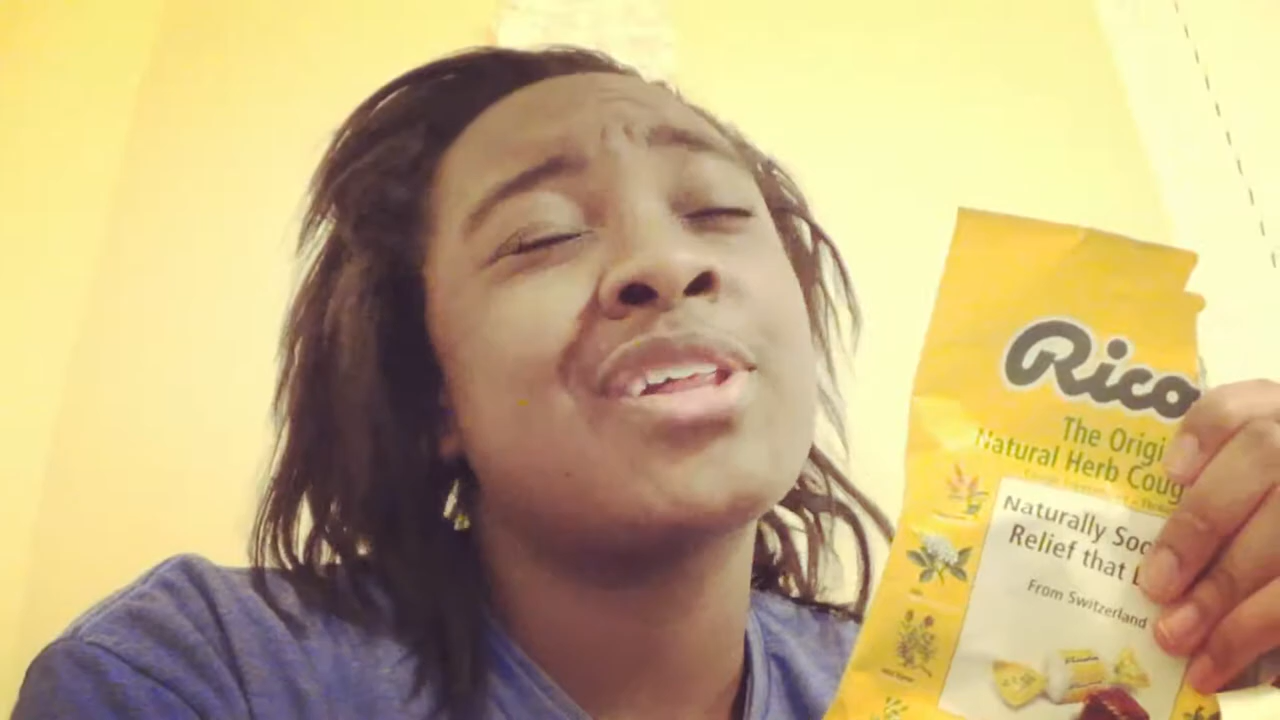 Rico
The Origi
Natural Herb Coug
Naturally Soo
Relief that L
From Switzerland